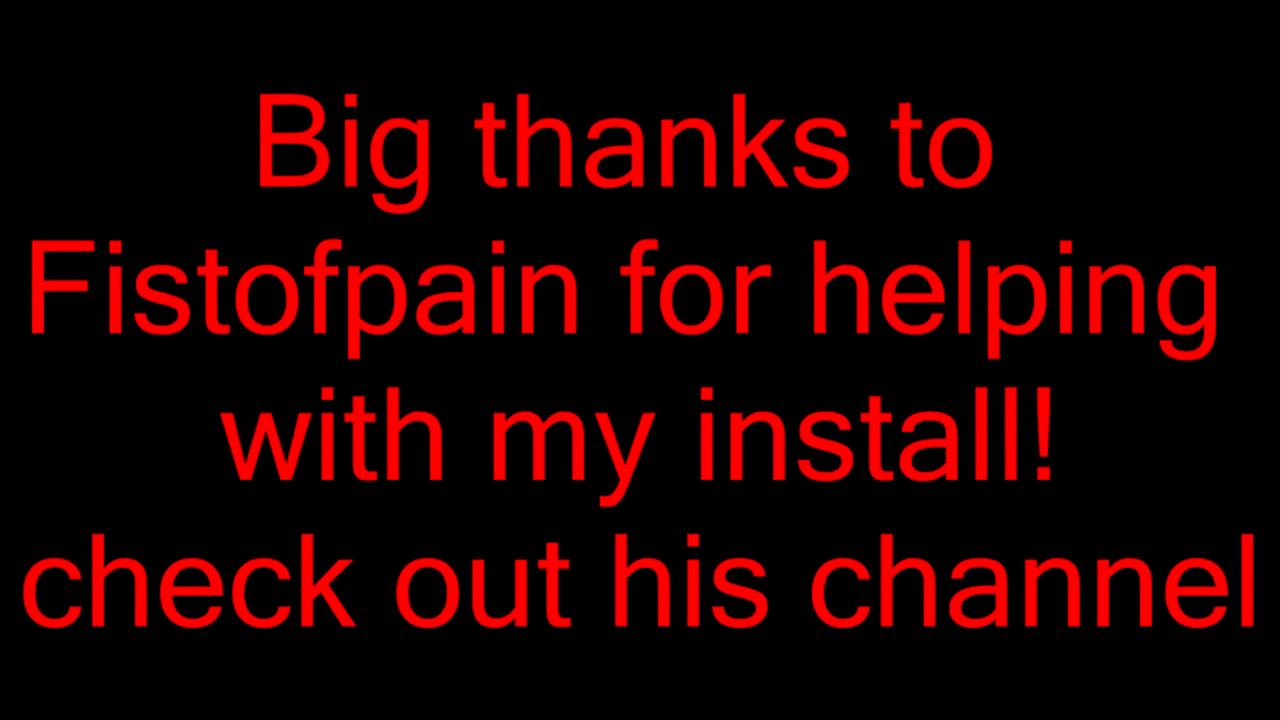 Big thanks to
Fistofpain for helping
with my install!
check out his channel